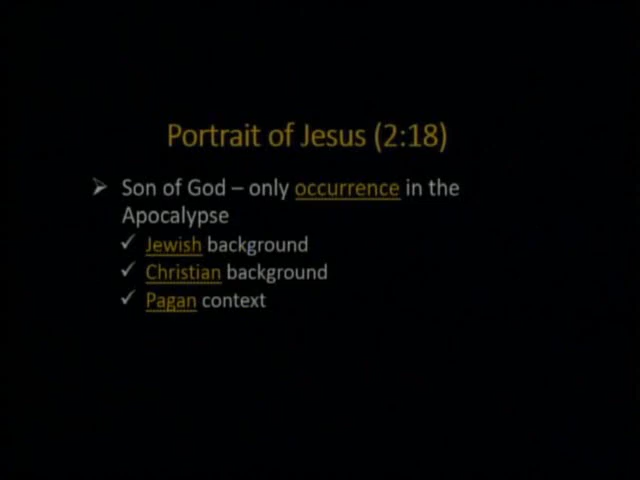 Portrait of Jesus (2:18)
➢ Son of God – only occurrence in the
Apocalypse
✓ Jewish background
✓ Christian background
✓ Pagan context